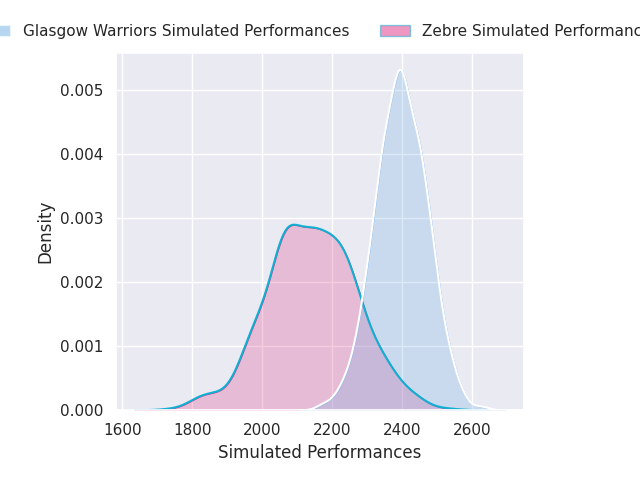 Glasgow Warriors Simulated Performances
Zebre Simulated
0.005
0.004
0.003
0.002
0.001
0.000
Density
1600 1800 2000 2200 2400 2600
Simulated Performances